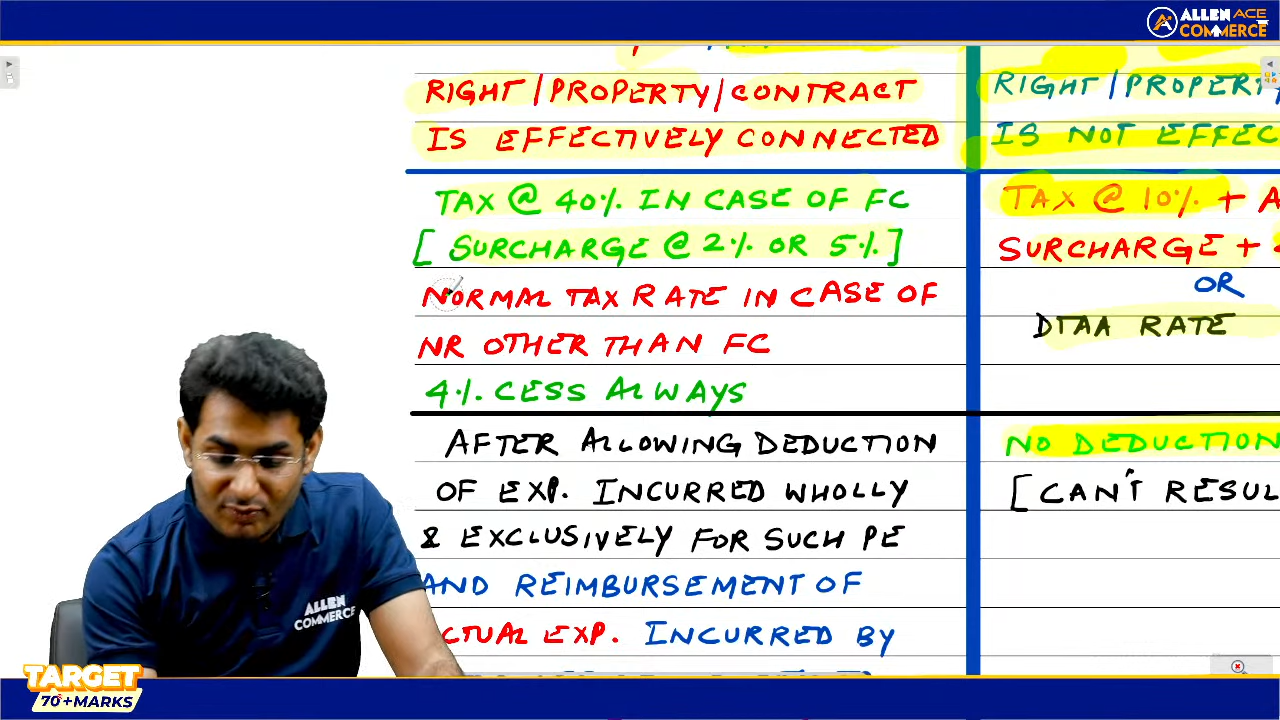 ALLEN ACE
COMMERCE
RIGHT/PROPERTY/CONTRACT
IS EFFECTIVELY CONNECTED
TAX @ 40% IN CASE OF FC
[SURCHARGE @ 2% OR 5%]
NORMAL TAX RATE IN CASE OF
NR OTHER THAN FC
4% CESS ALWAYS
AFTER ALLOWING DEDUCTION
OF EXP. INCURRED WHOLLY
& EXCLUSIVELY FOR SUCH PE
AND REIMBURSEMENT OF
CTUAL EXP. INCURRED BY
RIGHT/PROPERTY
IS NOT EFFEC
TAX @ 10% + A
SURCHARGE +
OR
DTAA RATE
NO DEDUCTION
[CAN'T RESUL
ALLEN
COMMERCE
TARGET
70+MARKS